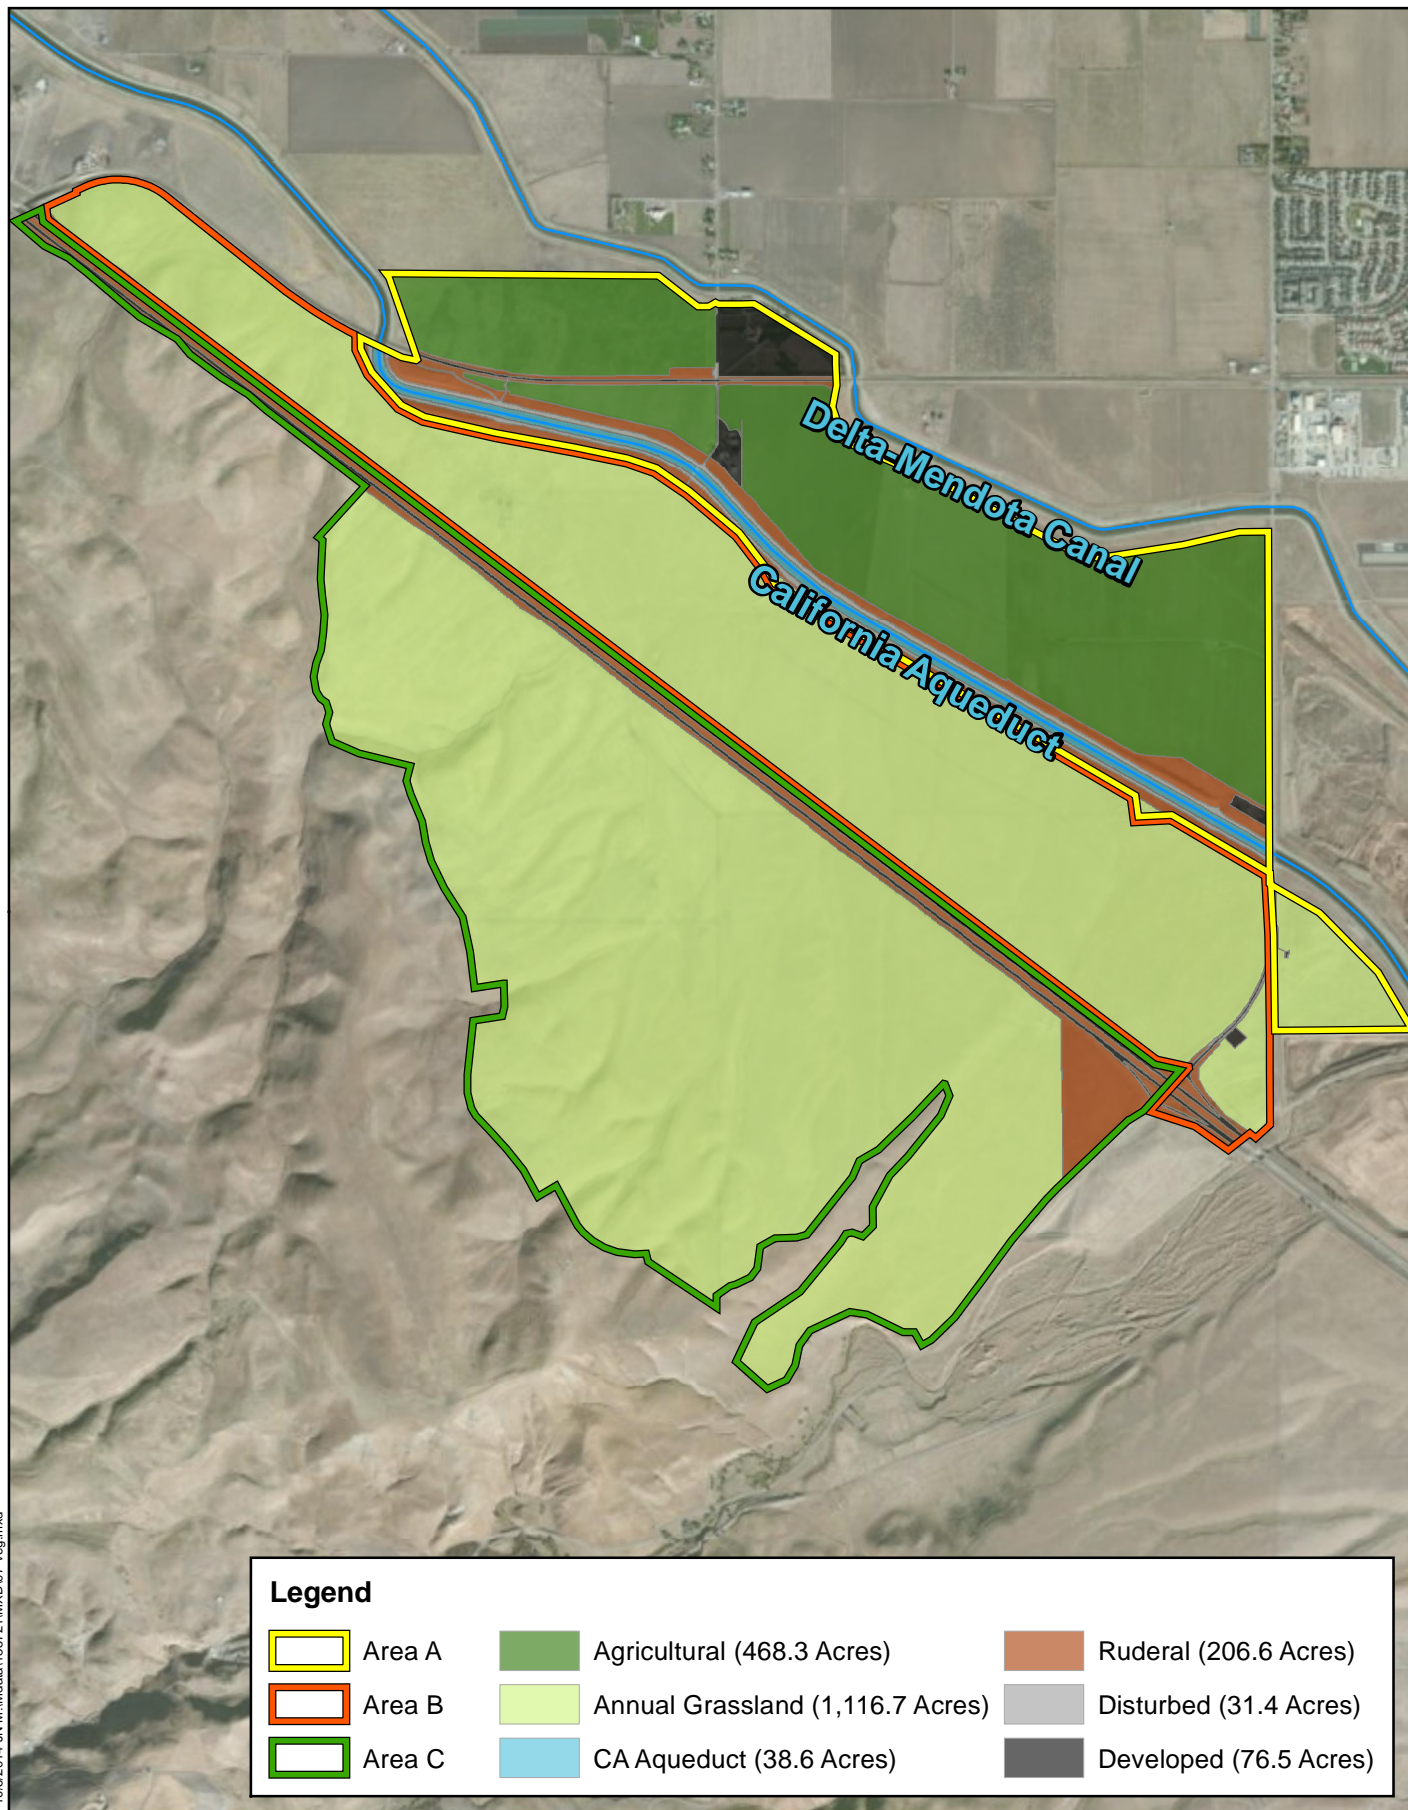 Delta-Mendota Canal
California Aqueduct
Legend
Area A
Area B
Area C
Agricultural (468.3 Acres)
Annual Grassland (1,116.7 Acres)
CA Aqueduct (38.6 Acres)
Ruderal (206.6 Acres)
Disturbed (31.4 Acres)
Developed (76.5 Acres)